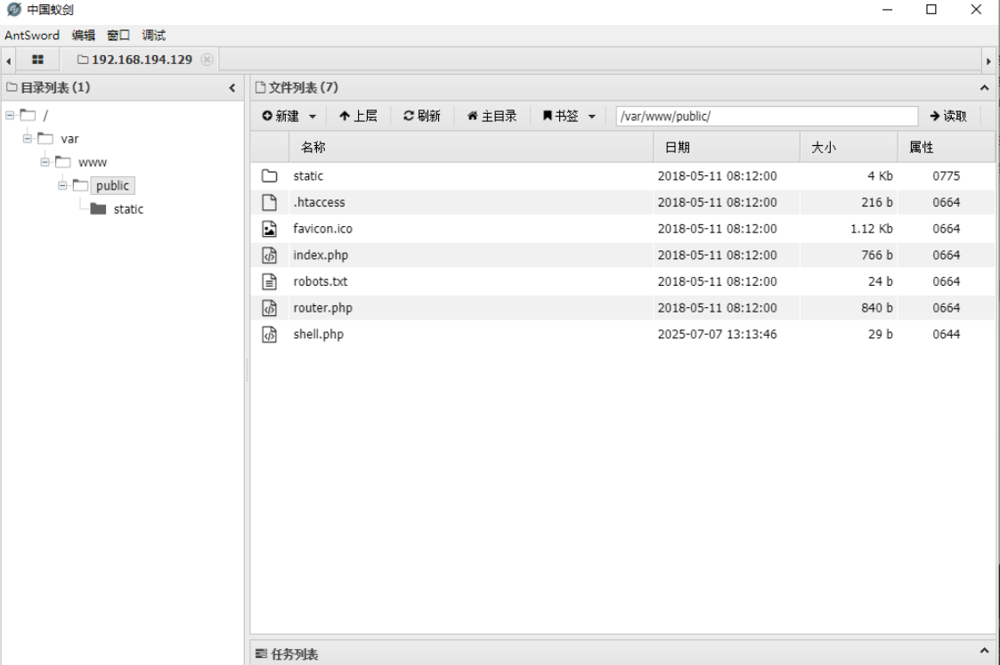 中国蚁剑
AntSword 编辑 窗口 调试
192.168.194.129
目录列表 (1)
/
var
www
public
static
文件列表 (7)
新建 上层 刷新 主目录 书签 /var/www/public/ 读取
名称 日期 大小 属性
static 2018-05-11 08:12:00 4 Kb 0775
.htaccess 2018-05-11 08:12:00 216 b 0664
favicon.ico 2018-05-11 08:12:00 1.12 Kb 0664
index.php 2018-05-11 08:12:00 766 b 0664
robots.txt 2018-05-11 08:12:00 24 b 0664
router.php 2018-05-11 08:12:00 840 b 0664
shell.php 2025-07-07 13:13:46 29 b 0644
任务列表